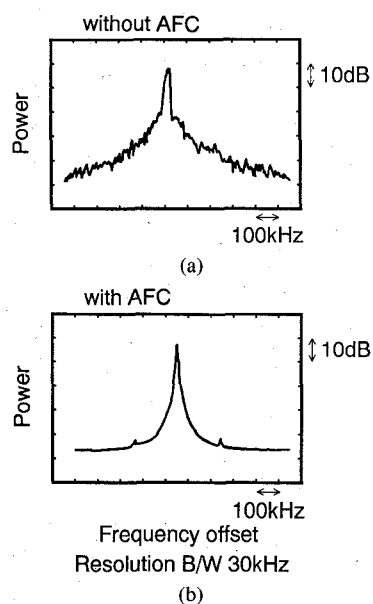 without AFC
10dB
Power
100kHz
(a)
with AFC
10dB
Power
100kHz
Frequency offset
Resolution B/W 30kHz
(b)